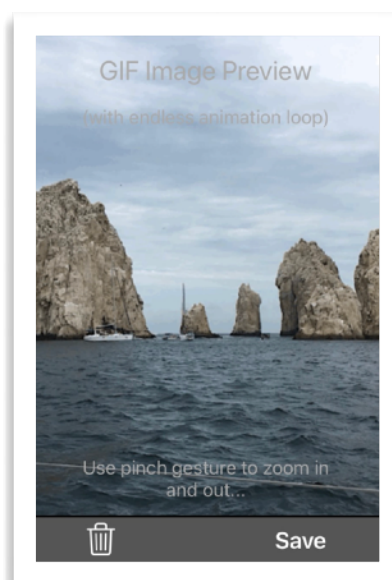 GIF Image Preview
(with endless animation loop)
Use pinch gesture to zoom in
and out...
Save